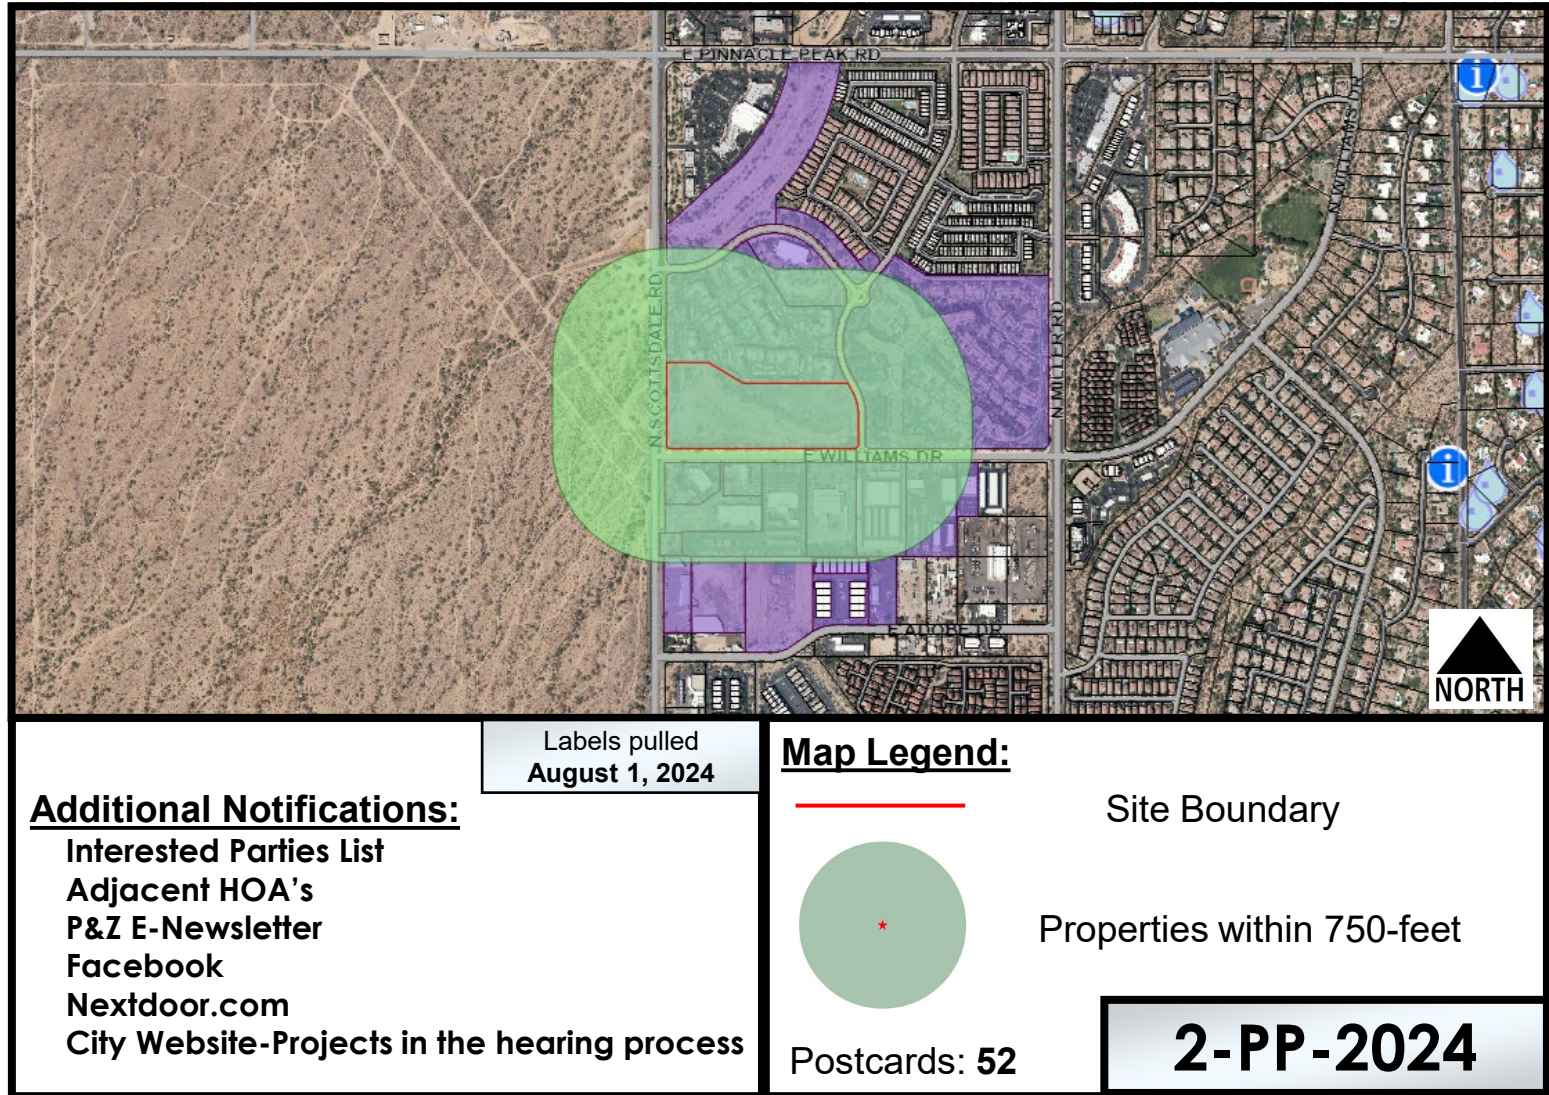 E PINNACLE PEAK RD
N WILLIAMS D
N SCOTTSDALE RD
N MILLER RD
E WILLIAMS DR
E ADOBE DR
i
i
NORTH
Labels pulled
August 1, 2024
Additional Notifications:
Interested Parties List
Adjacent HOA's
P&Z E-Newsletter
Facebook
Nextdoor.com
City Website-Projects in the hearing process
Map Legend:
Site Boundary
Properties within 750-feet
Postcards: 52
2-PP-2024